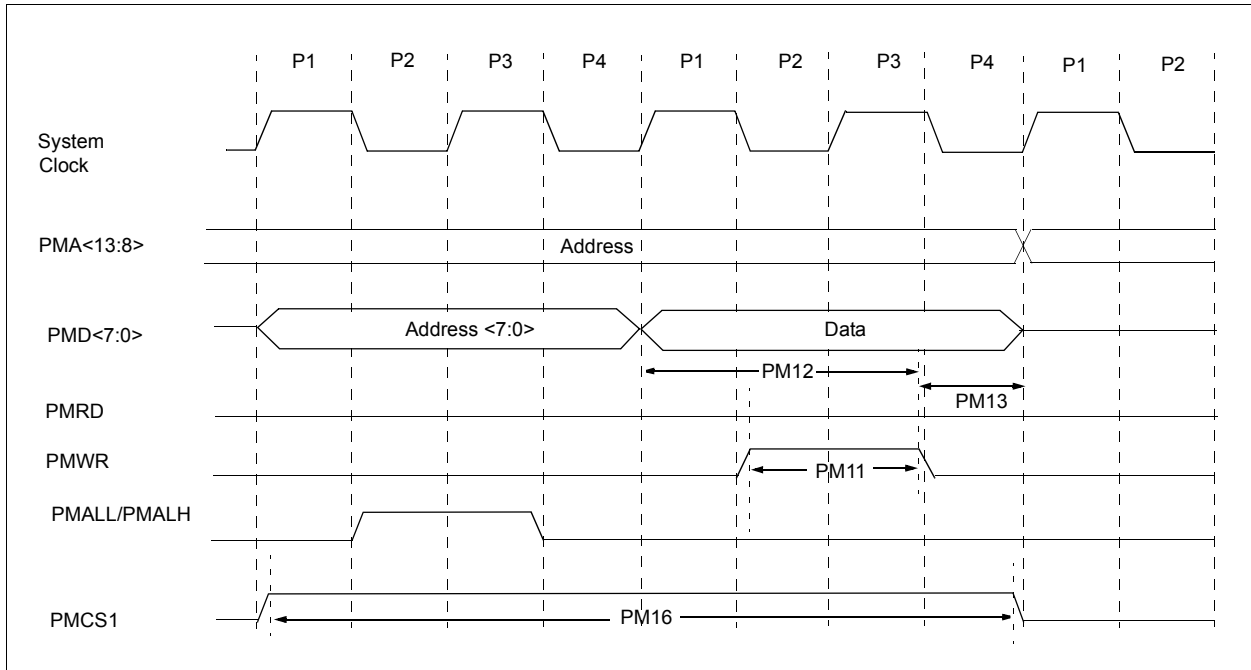 P1 P2 P3 P4 P1 P2 P3 P4 P1 P2
System
Clock
PMA<13:8>
Address
PMD<7:0>
Address <7:0>
Data
PM12
PM13
PMRD
PMWR
PM11
PMALL/PMALH
PMCS1
PM16